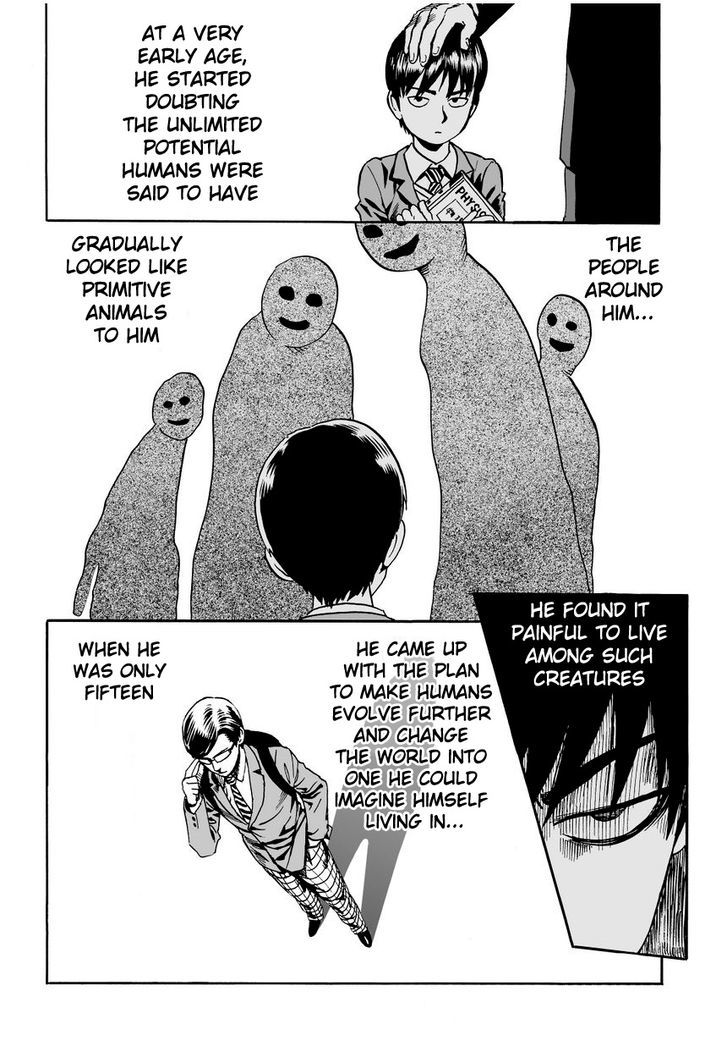 AT A VERY
EARLY AGE,
HE STARTED
DOUBTING
THE UNLIMITED
POTENTIAL
HUMANS WERE
SAID TO HAVE
THE
PEOPLE
AROUND
HIM...
GRADUALLY
LOOKED LIKE
PRIMITIVE
ANIMALS
TO HIM
HE FOUND IT
PAINFUL TO LIVE
AMONG SUCH
CREATURES
WHEN HE
WAS ONLY
FIFTEEN
HE CAME UP
WITH THE PLAN
TO MAKE HUMANS
EVOLVE FURTHER
AND CHANGE
THE WORLD INTO
ONE HE COULD
IMAGINE HIMSELF
LIVING IN...